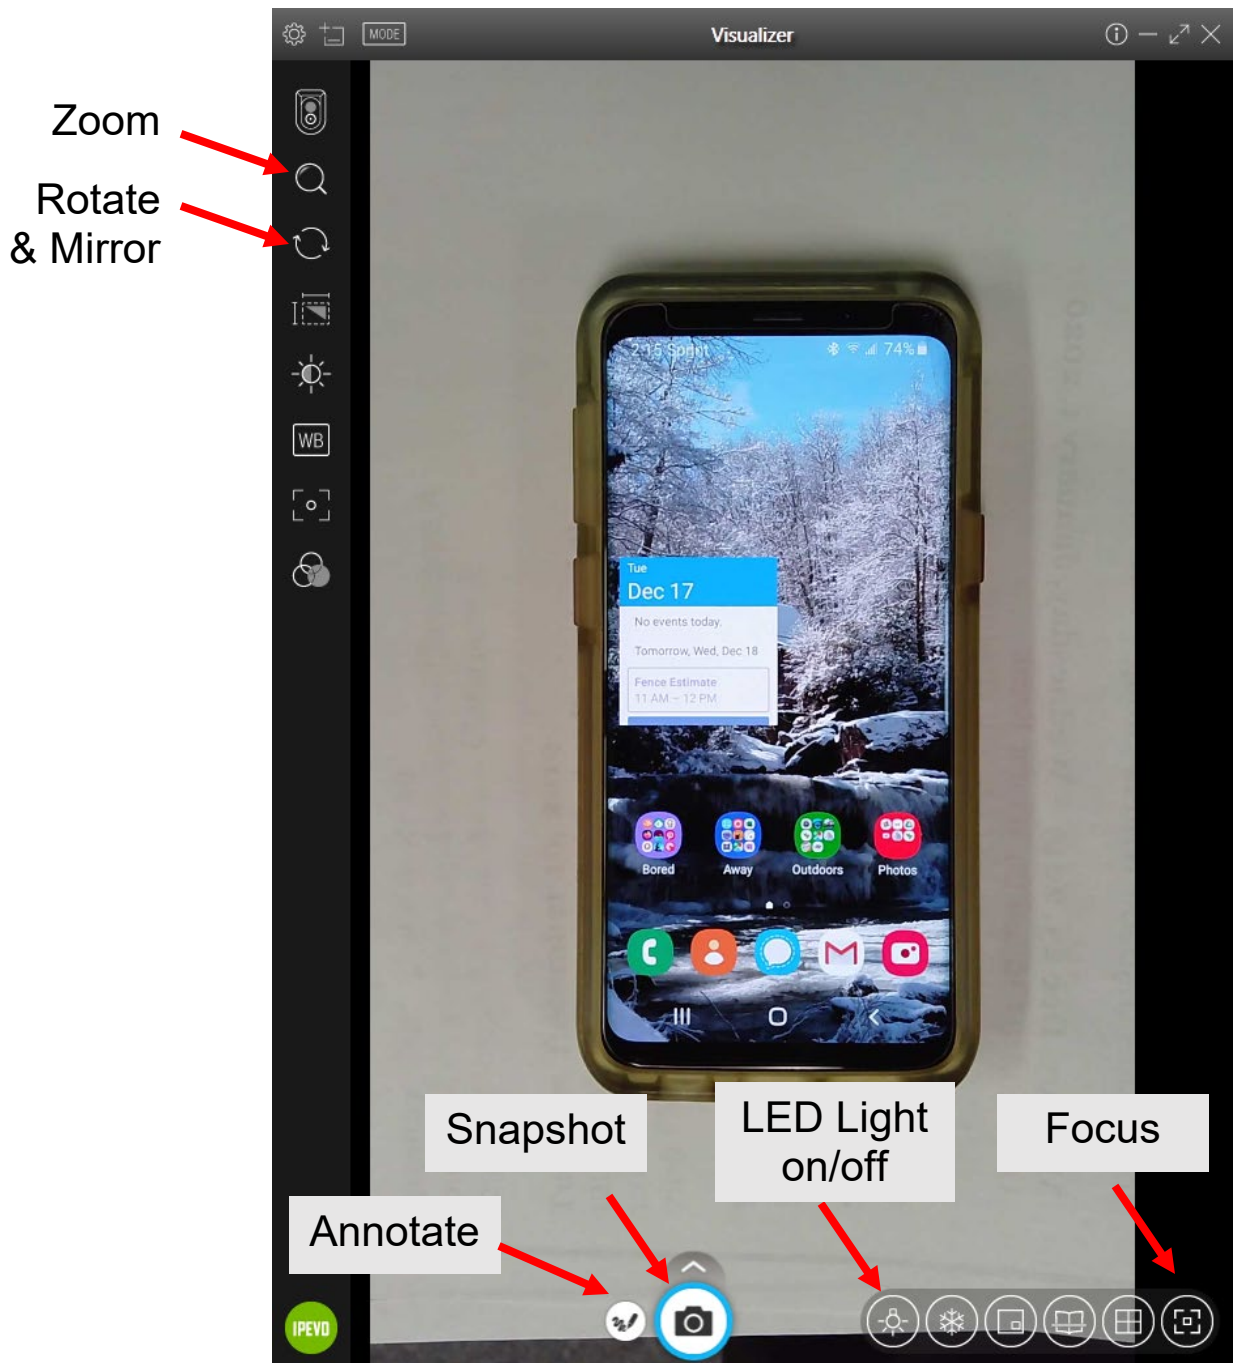 MODE
Visualizer
Zoom
Rotate
& Mirror
WB
2:15 Sprint
74%
Tue
Dec 17
No events today.
Tomorrow, Wed, Dec 18
Fence Estimate
11 AM – 12 PM
Bored
Away
Outdoors
Photos
Snapshot
LED Light
on/off
Focus
Annotate
IPEVO